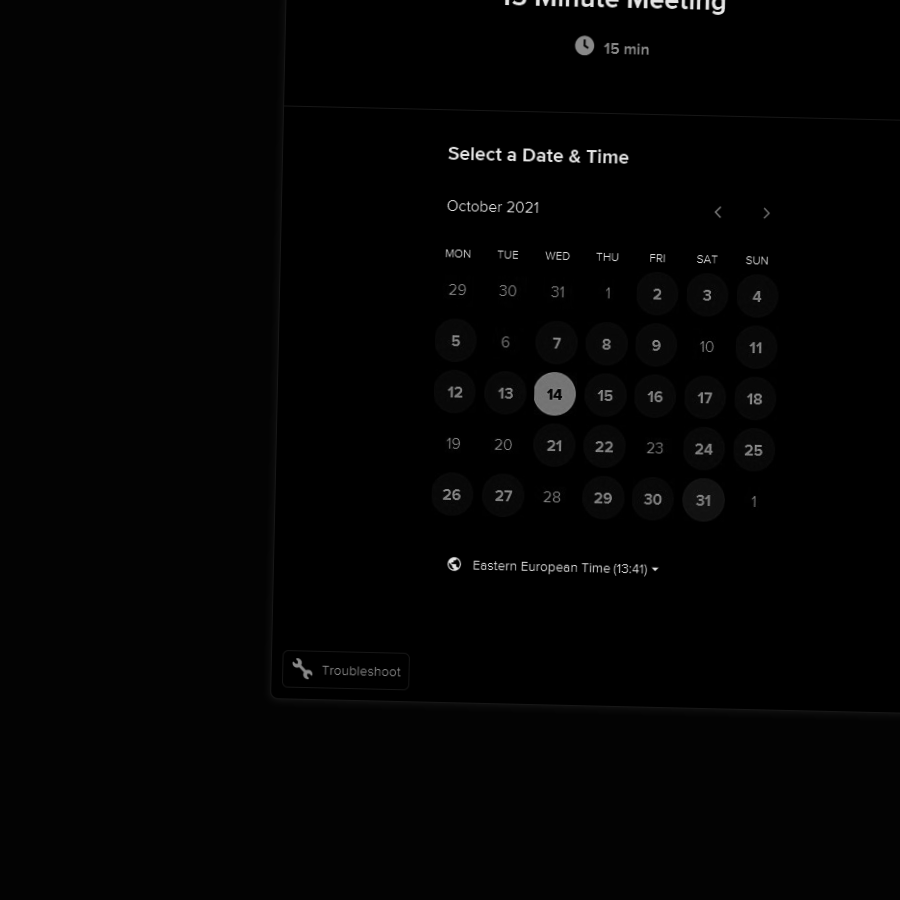 15 Minute Meeting
15 min
Select a Date & Time
October 2021
MON TUE WED THU FRI SAT SUN
29 30 31 1 2 3 4
5 6 7 8 9 10 11
12 13 14 15 16 17 18
19 20 21 22 23 24 25
26 27 28 29 30 31 1
Eastern European Time (13:41)
Troubleshoot